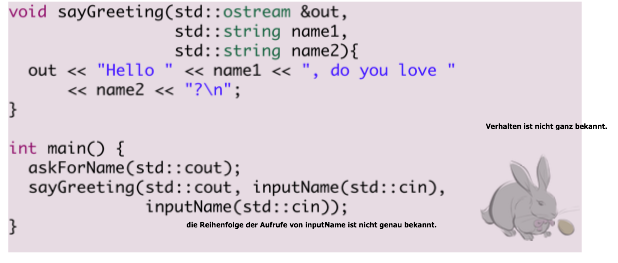 void sayGreeting(std::ostream &out,
std::string name1,
std::string name2){
out << "Hello " << name1 << ", do you love "
<< name2 << "?\n";
}
Verhalten ist nicht ganz bekannt.
int main() {
askForName(std::cout);
sayGreeting(std::cout, inputName(std::cin),
inputName(std::cin));
}
die Reihenfolge der Aufrufe von inputName ist nicht genau bekannt.